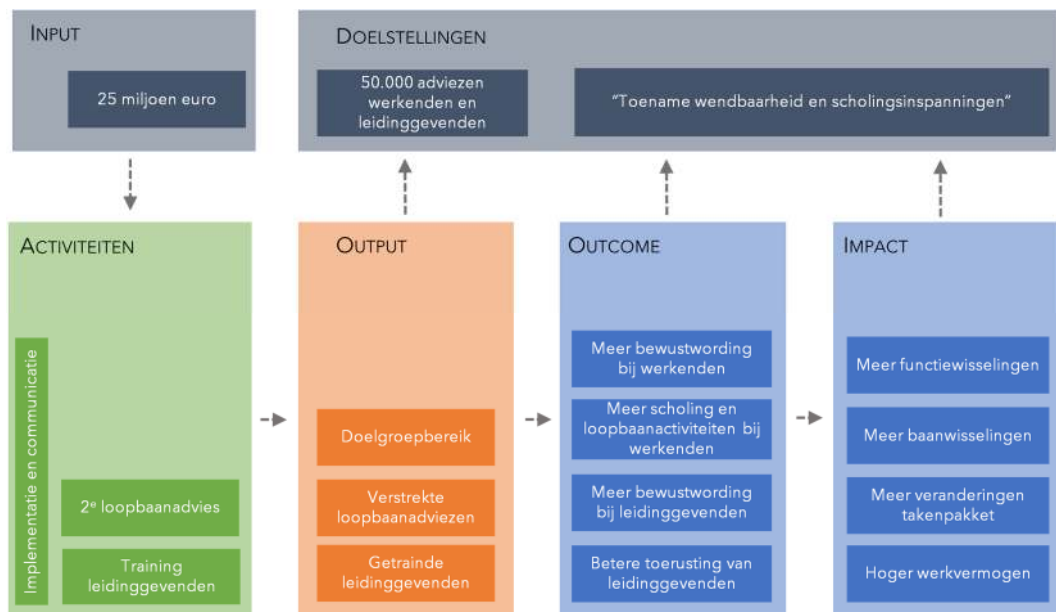 INPUT
25 miljoen euro
DOELSTELLINGEN
50.000 adviezen
werkenden en
leidinggevenden
“Toename wendbaarheid en scholingsinspanningen”
ACTIVITEITEN
Implementatie en communicatie
2e loopbaanadvies
Training
leidinggevenden
OUTPUT
Doelgroepbereik
Verstrekte
loopbaanadviezen
Getrainde
leidinggevenden
OUTCOME
Meer bewustwording
bij werkenden
Meer scholing en
loopbaanactiviteiten bij
werkenden
Meer bewustwording
bij leidinggevenden
Betere toerusting van
leidinggevenden
IMPACT
Meer functiewisselingen
Meer baanwisselingen
Meer veranderingen
takenpakket
Hoger werkvermogen